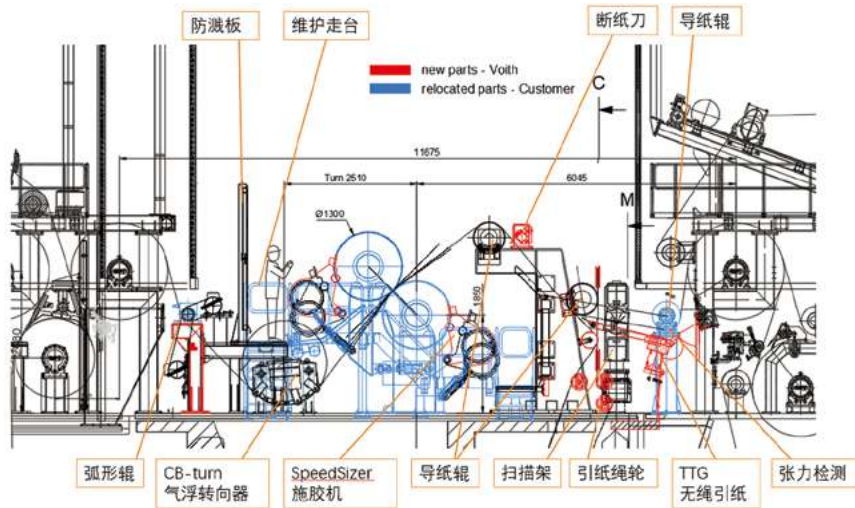 防溅板
维护走台
断纸刀
导纸辊
new parts - Voith
relocated parts - Customer
C
11675
Turn 2510
6045
M
Ø1300
1860
弧形辊
CB-turn
气浮转向器
SpeedSizer
施胶机
导纸辊
扫描架
引纸绳轮
TTG
无绳引纸
张力检测